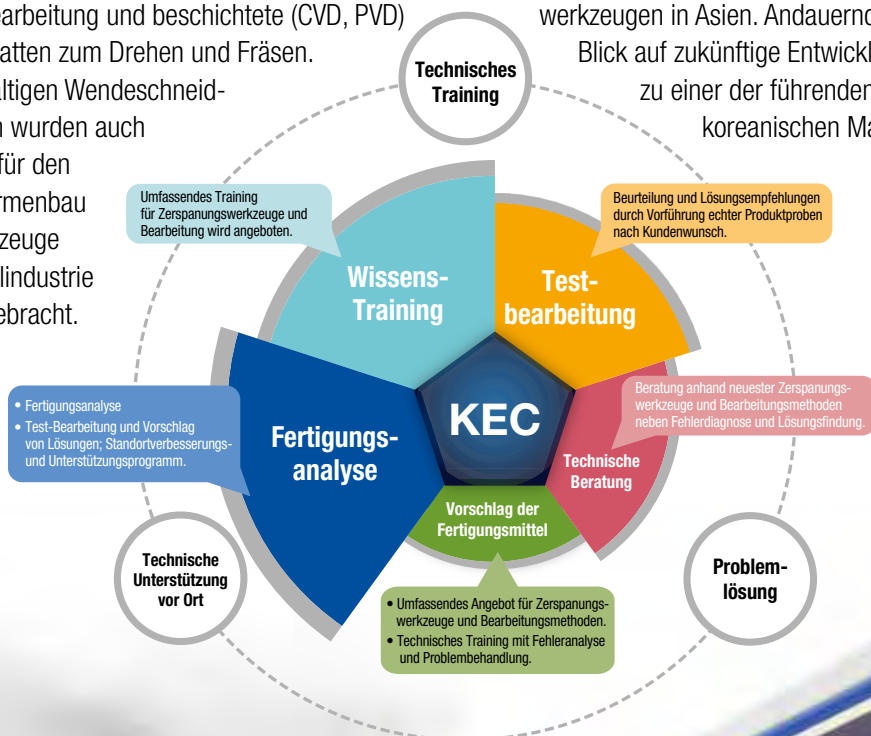 earbeitung und beschichtete (CVD, PVD)
atten zum Drehen und Fräsen.
altigen Wendeschneid-
n wurden auch
für den
rmenbau
zeuge
lindustrie
ebracht.
werkzeugen in Asien. Andauernd
Blick auf zukünftige Entwickl
zu einer der führenden
koreanischen Ma
Technisches
Training
Umfassendes Training
für Zerspanungswerkzeuge und
Bearbeitung wird angeboten.
Beurteilung und Lösungsempfehlungen
durch Vorführung echter Produktproben
nach Kundenwunsch.
Wissens-
Training
Test-
bearbeitung
• Fertigungsanalyse
• Test-Bearbeitung und Vorschlag
von Lösungen; Standortverbesserungs-
und Unterstützungsprogramm.
Beratung anhand neuester Zerspanungs-
werkzeuge und Bearbeitungsmethoden
neben Fehlerdiagnose und Lösungsfindung.
KEC
Fertigungs-
analyse
Technische
Beratung
Vorschlag der
Fertigungsmittel
Technische
Unterstützung
vor Ort
Problem-
lösung
• Umfassendes Angebot für Zerspanungs-
werkzeuge und Bearbeitungsmethoden.
• Technisches Training mit Fehleranalyse
und Problembehandlung.